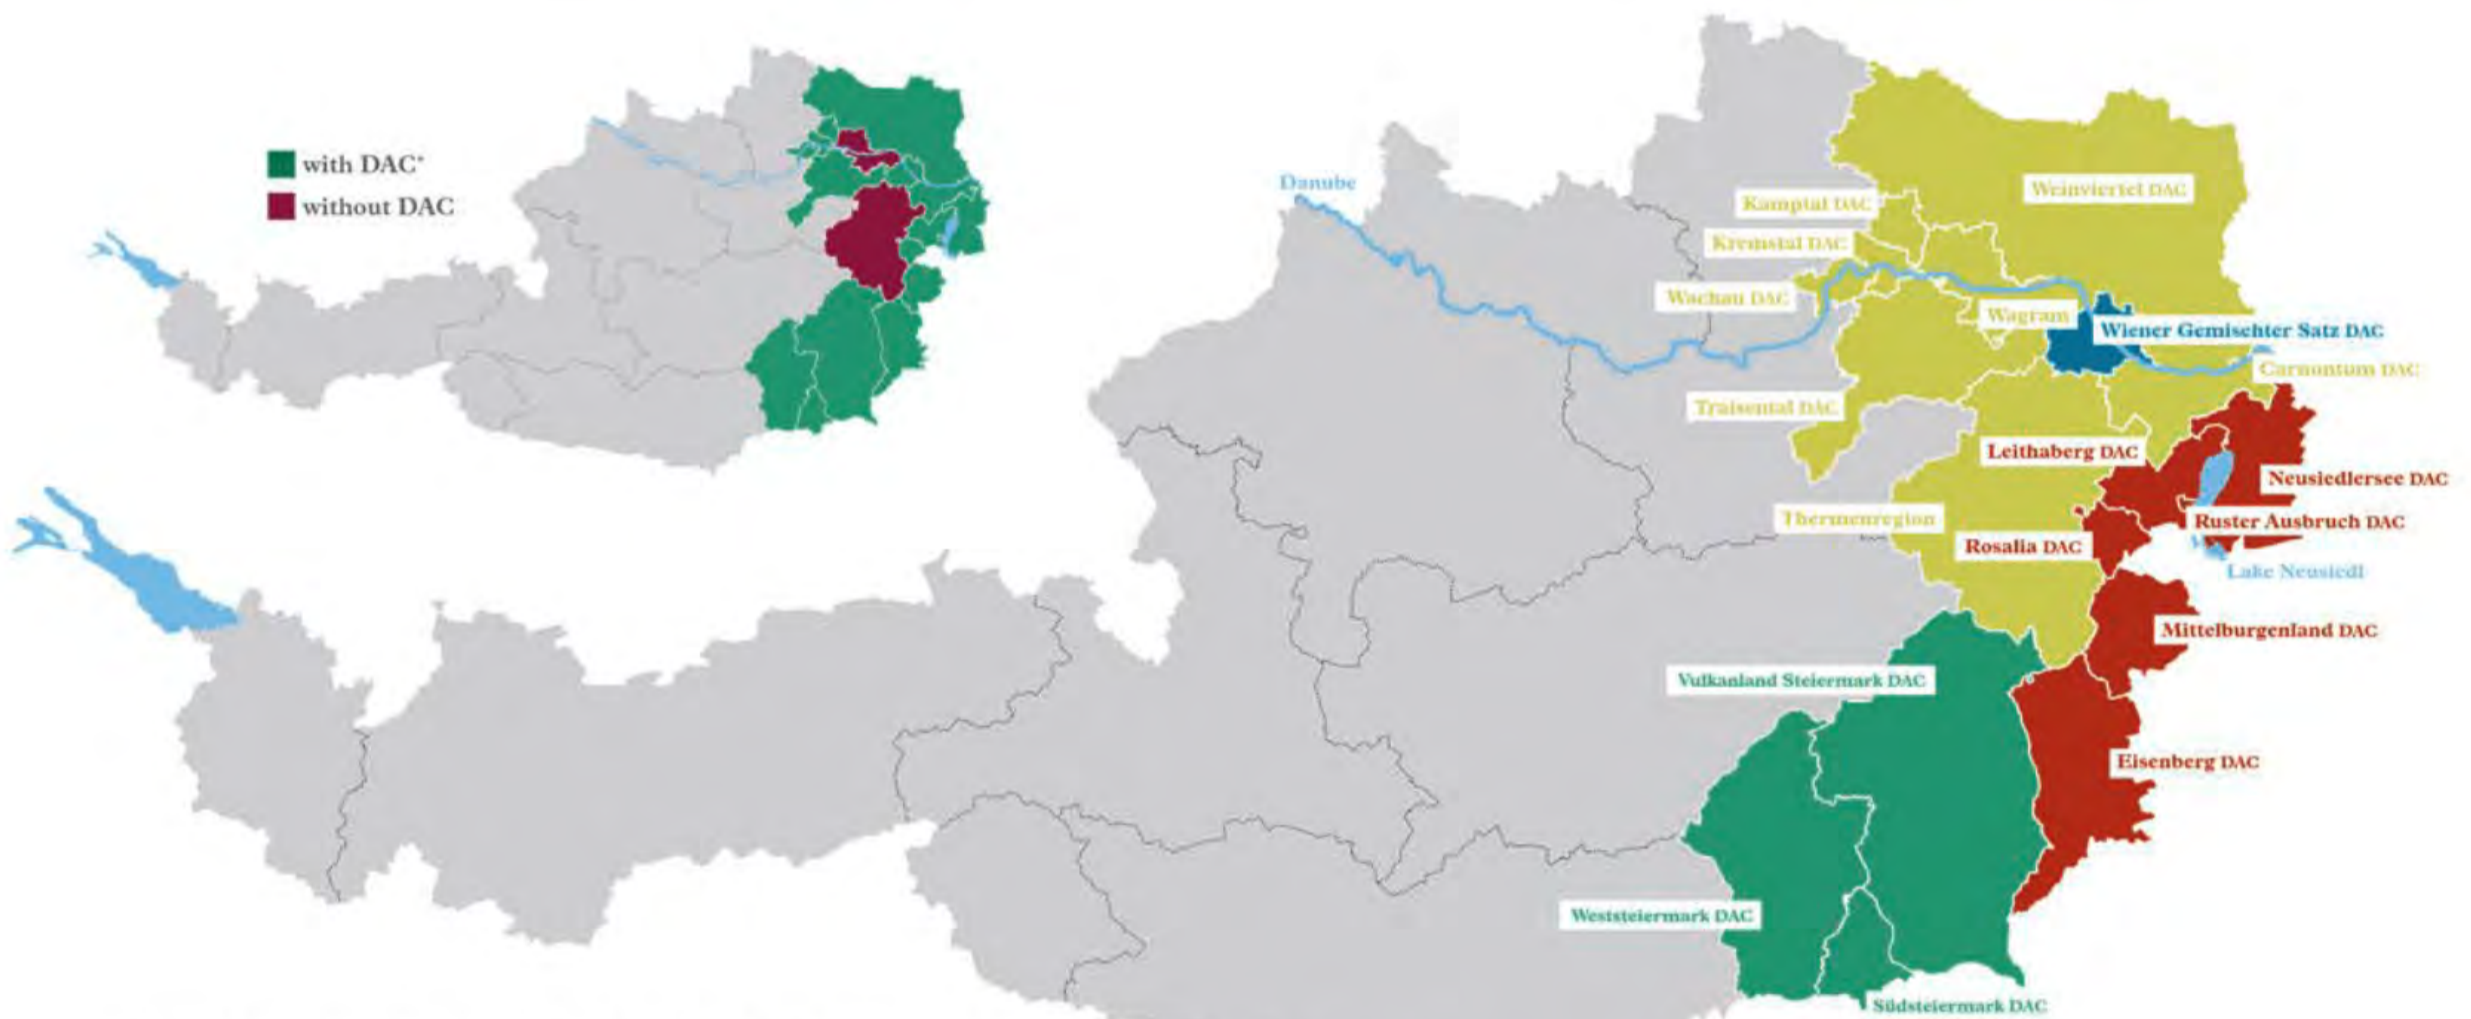 with DAC*
without DAC
Danube
Weinviertel DAC
Kamptal DAC
Kremstal DAC
Wachau DAC
Wagram
Wiener Gemischter Satz DAC
Carnuntum DAC
Traisental DAC
Leithaberg DAC
Neusiedlersee DAC
Thermenregion
Ruster Ausbruch DAC
Rosalia DAC
Lake Neusiedl
Mittelburgenland DAC
Vulkanland Steiermark DAC
Eisenberg DAC
Weststeiermark DAC
Südsteiermark DAC